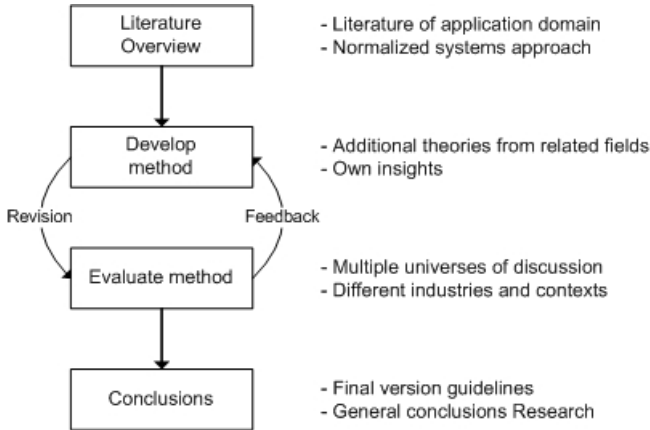 Literature
Overview
- Literature of application domain
- Normalized systems approach
Develop
method
- Additional theories from related fields
- Own insights
Revision
Feedback
Evaluate method
- Multiple universes of discussion
- Different industries and contexts
Conclusions
- Final version guidelines
- General conclusions Research